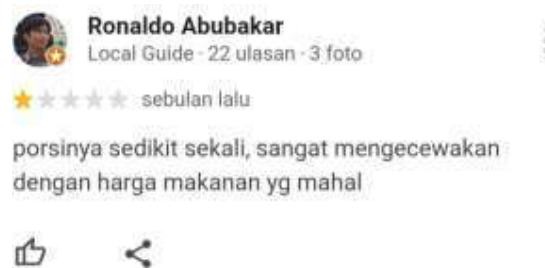 Ronaldo Abubakar
Local Guide · 22 ulasan · 3 foto
sebulan lalu
porsinya sedikit sekali, sangat mengecewakan
dengan harga makanan yg mahal